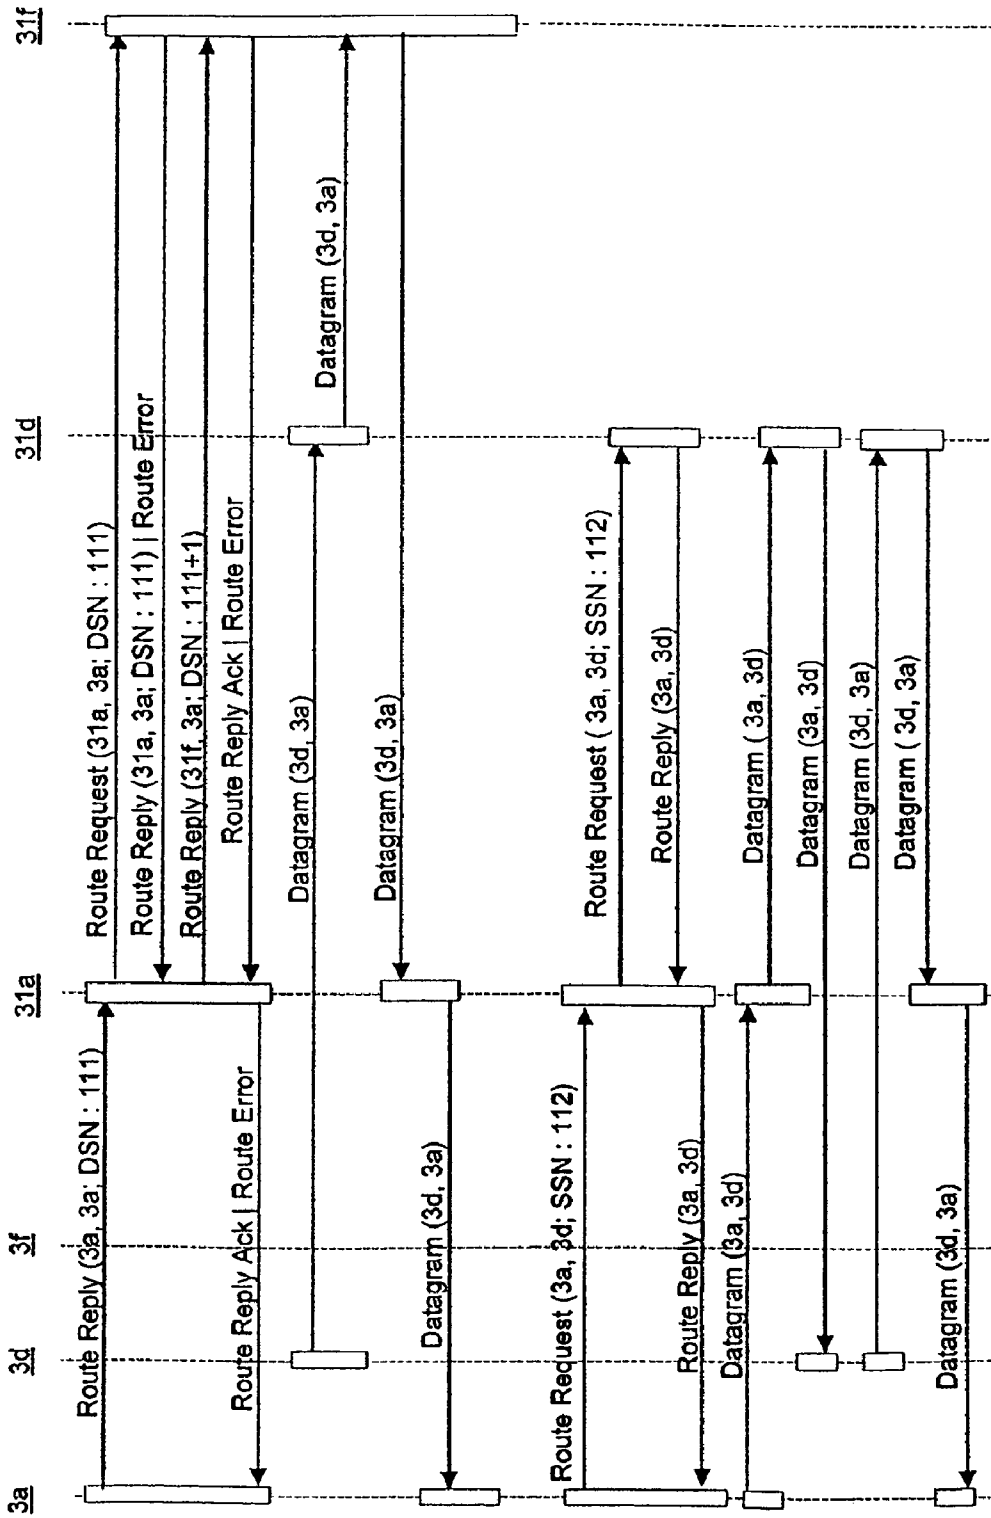 3a
3d
3f
31a
31d
31f
Route Reply (3a, 3a; DSN : 111)
Route Request (31a, 3a; DSN : 111)
Route Reply (31a, 3a; DSN : 111) | Route Error
Route Reply (31f, 3a; DSN : 111+1)
Route Reply Ack | Route Error
Route Reply Ack | Route Error
Datagram (3d, 3a)
Datagram (3d, 3a)
Datagram (3d, 3a)
Datagram (3d, 3a)
Route Request (3a, 3d; SSN : 112)
Route Request ( 3a, 3d; SSN : 112)
Route Reply (3a, 3d)
Route Reply (3a, 3d)
Datagram (3a, 3d)
Datagram ( 3a, 3d)
Datagram (3a, 3d)
Datagram (3d, 3a)
Datagram ( 3d, 3a)
Datagram (3d, 3a)